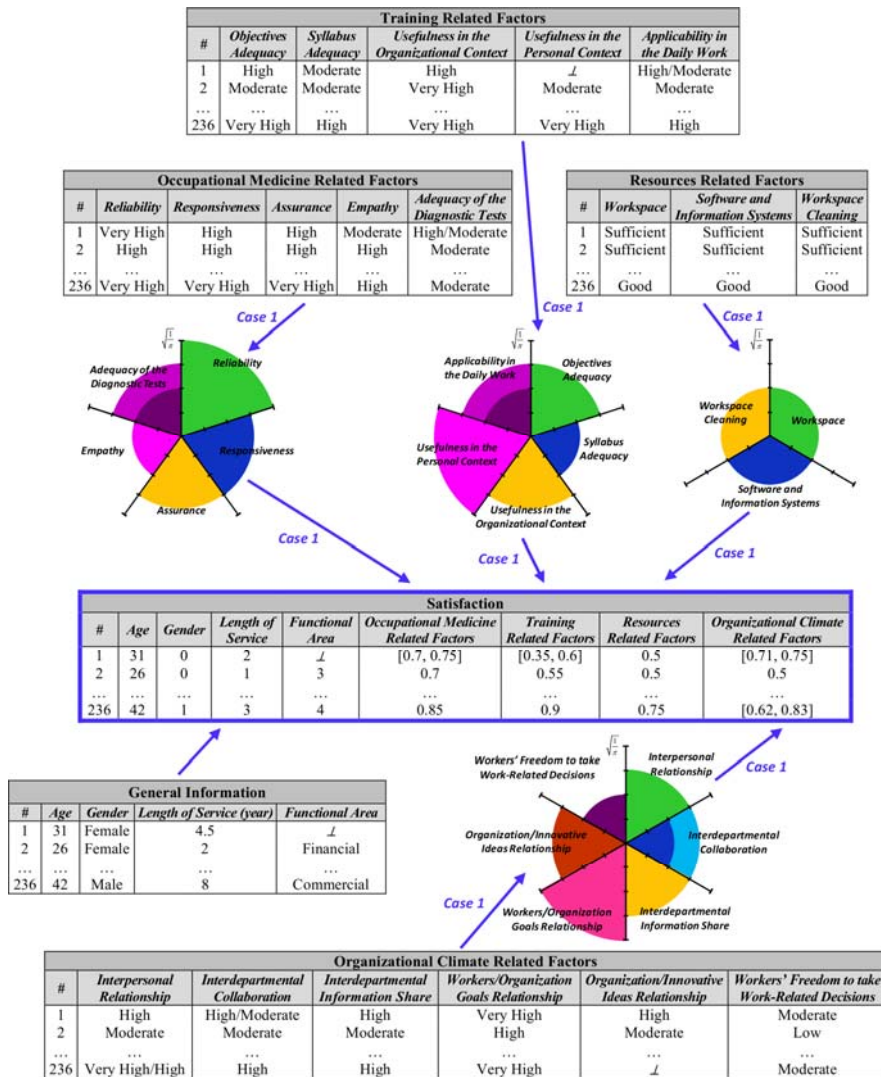 Training Related Factors
# Objectives Adequacy Syllabus Adequacy Usefulness in the Organizational Context Usefulness in the Personal Context Applicability in the Daily Work
1 High Moderate High ⊥ High/Moderate
2 Moderate Moderate Very High Moderate Moderate
… … … … … …
236 Very High High Very High Very High High
Occupational Medicine Related Factors
# Reliability Responsiveness Assurance Empathy Adequacy of the Diagnostic Tests
1 Very High High High Moderate High/Moderate
2 High High High High Moderate
… … … … … …
236 Very High Very High Very High High Moderate
Resources Related Factors
# Workspace Software and Information Systems Workspace Cleaning
1 Sufficient Sufficient Sufficient
2 Sufficient Sufficient Sufficient
… … … …
236 Good Good Good
Case 1
Case 1
Case 1
√1/π
Adequacy of the Diagnostic Tests
Reliability
Empathy
Responsiveness
Assurance
√1/π
Applicability in the Daily Work
Objectives Adequacy
Usefulness in the Personal Context
Syllabus Adequacy
Usefulness in the Organizational Context
√1/π
Workspace Cleaning
Workspace
Software and Information Systems
Case 1
Case 1
Case 1
Satisfaction
# Age Gender Length of Service Functional Area Occupational Medicine Related Factors Training Related Factors Resources Related Factors Organizational Climate Related Factors
1 31 0 2 ⊥ [0.7, 0.75] [0.35, 0.6] 0.5 [0.71, 0.75]
2 26 0 1 3 0.7 0.55 0.5 0.5
… … … … … … … … …
236 42 1 3 4 0.85 0.9 0.75 [0.62, 0.83]
General Information
# Age Gender Length of Service (year) Functional Area
1 31 Female 4.5 ⊥
2 26 Female 2 Financial
… … … … …
236 42 Male 8 Commercial
√1/π
Workers' Freedom to take Work-Related Decisions
Interpersonal Relationship
Case 1
Organization/Innovative Ideas Relationship
Interdepartmental Collaboration
Workers/Organization Goals Relationship
Interdepartmental Information Share
Case 1
Organizational Climate Related Factors
# Interpersonal Relationship Interdepartmental Collaboration Interdepartmental Information Share Workers/Organization Goals Relationship Organization/Innovative Ideas Relationship Workers' Freedom to take Work-Related Decisions
1 High High/Moderate High Very High High Moderate
2 Moderate Moderate Moderate High Moderate Low
… … … … … … …
236 Very High/High High High Very High ⊥ Moderate